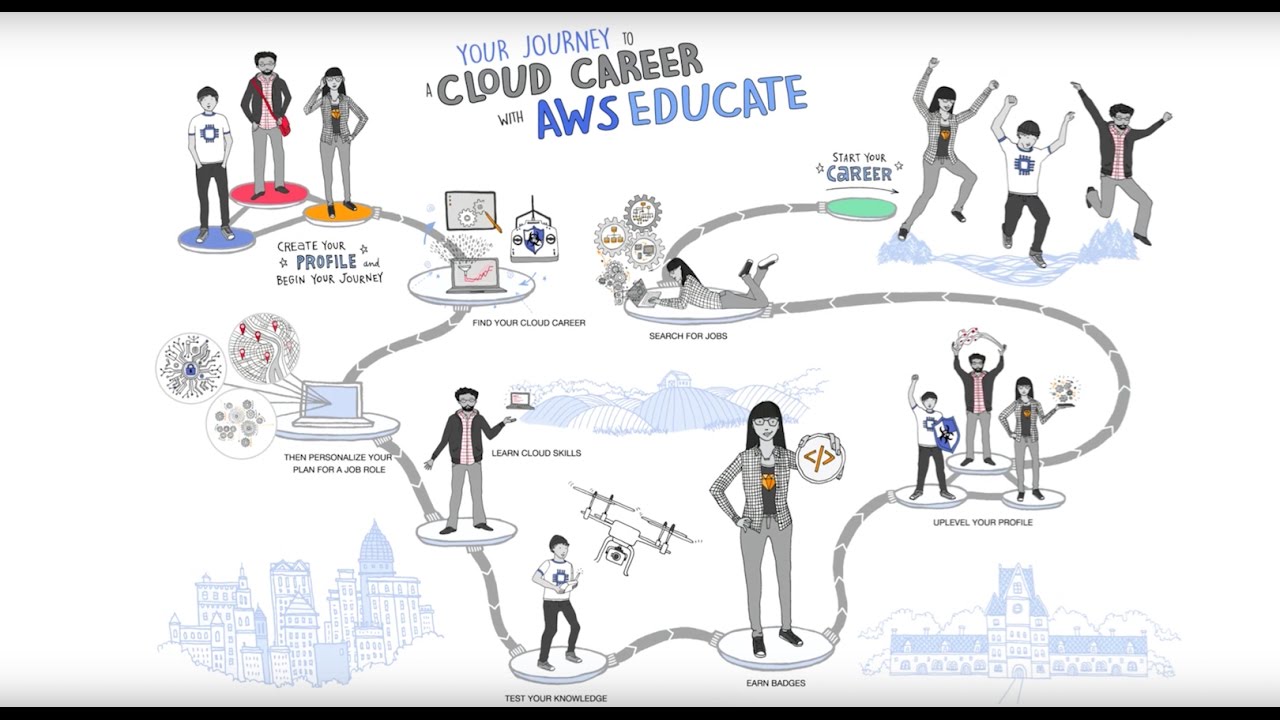 YOUR JOURNEY TO
A CLOUD CAREER
WITH AWS EDUCATE
CREATE YOUR
PROFILE and
BEGIN YOUR JOURNEY
FIND YOUR CLOUD CAREER
THEN PERSONALIZE YOUR
PLAN FOR A JOB ROLE
LEARN CLOUD SKILLS
TEST YOUR KNOWLEDGE
</>
EARN BADGES
UPLEVEL YOUR PROFILE
SEARCH FOR JOBS
START YOUR
CAREER